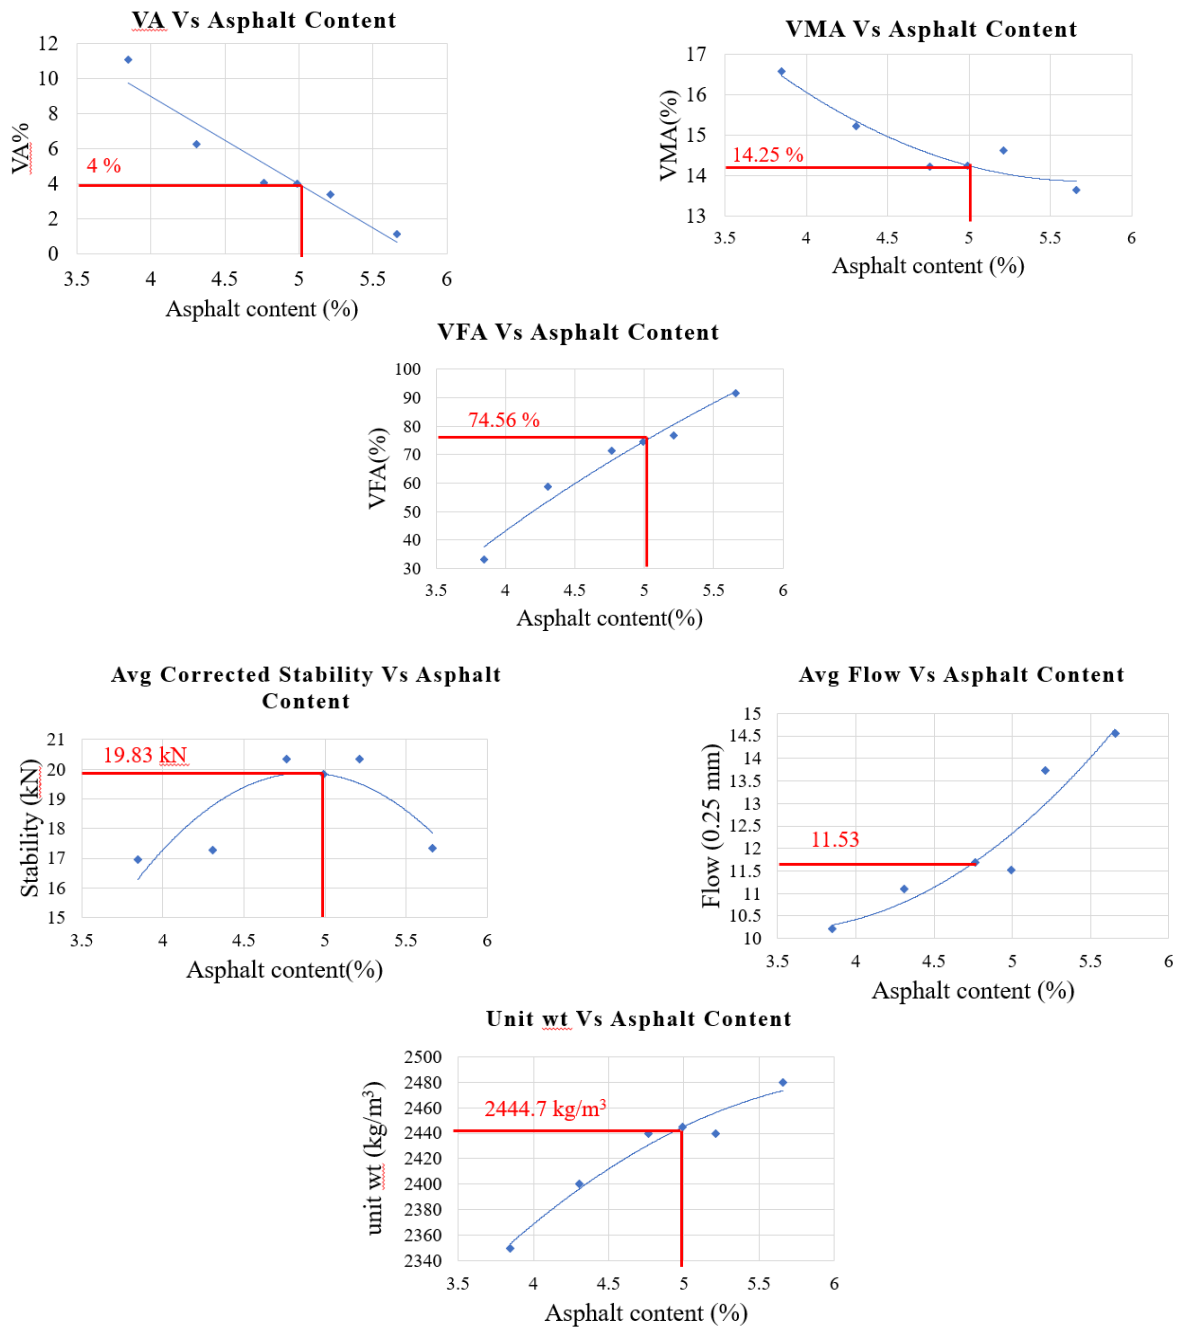 VA Vs Asphalt Content
12
10
8
6
4
2
0
VA%
4 %
3.5 4 4.5 5 5.5 6
Asphalt content (%)
VMA Vs Asphalt Content
17
16
15
14
13
VMA(%)
14.25 %
3.5 4 4.5 5 5.5 6
Asphalt content (%)
VFA Vs Asphalt Content
100
90
80
70
60
50
40
30
VFA(%)
74.56 %
3.5 4 4.5 5 5.5 6
Asphalt content(%)
Avg Corrected Stability Vs Asphalt
Content
21
20
19
18
17
16
15
Stability (kN)
19.83 kN
3.5 4 4.5 5 5.5 6
Asphalt content(%)
Avg Flow Vs Asphalt Content
15
14.5
14
13.5
13
12.5
12
11.5
11
10.5
10
Flow (0.25 mm)
11.53
3.5 4 4.5 5 5.5 6
Asphalt content (%)
Unit wt Vs Asphalt Content
2500
2480
2460
2440
2420
2400
2380
2360
2340
unit wt (kg/m³)
2444.7 kg/m³
3.5 4 4.5 5 5.5 6
Asphalt content (%)